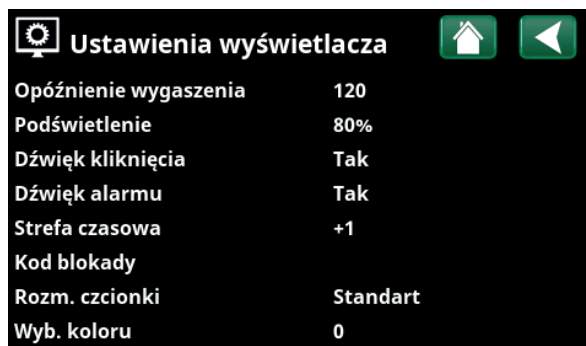 Ustawienia wyświetlacza
Opóźnienie wygaszenia 120
Podświetlenie 80%
Dźwięk kliknięcia Tak
Dźwięk alarmu Tak
Strefa czasowa +1
Kod blokady
Rozm. czcionki Standart
Wyb. koloru 0